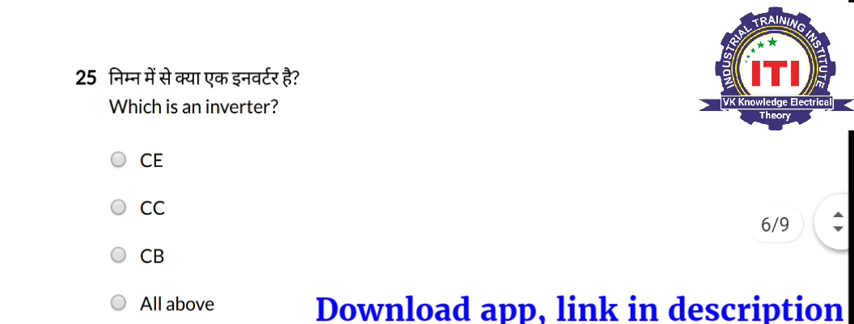 INDUSTRIAL TRAINING INSTITUTE
ITI
VK Knowledge Electrical
Theory
25 निम्न में से क्या एक इनवर्टर है?
Which is an inverter?
CE
CC
6/9
CB
All above
Download app, link in description